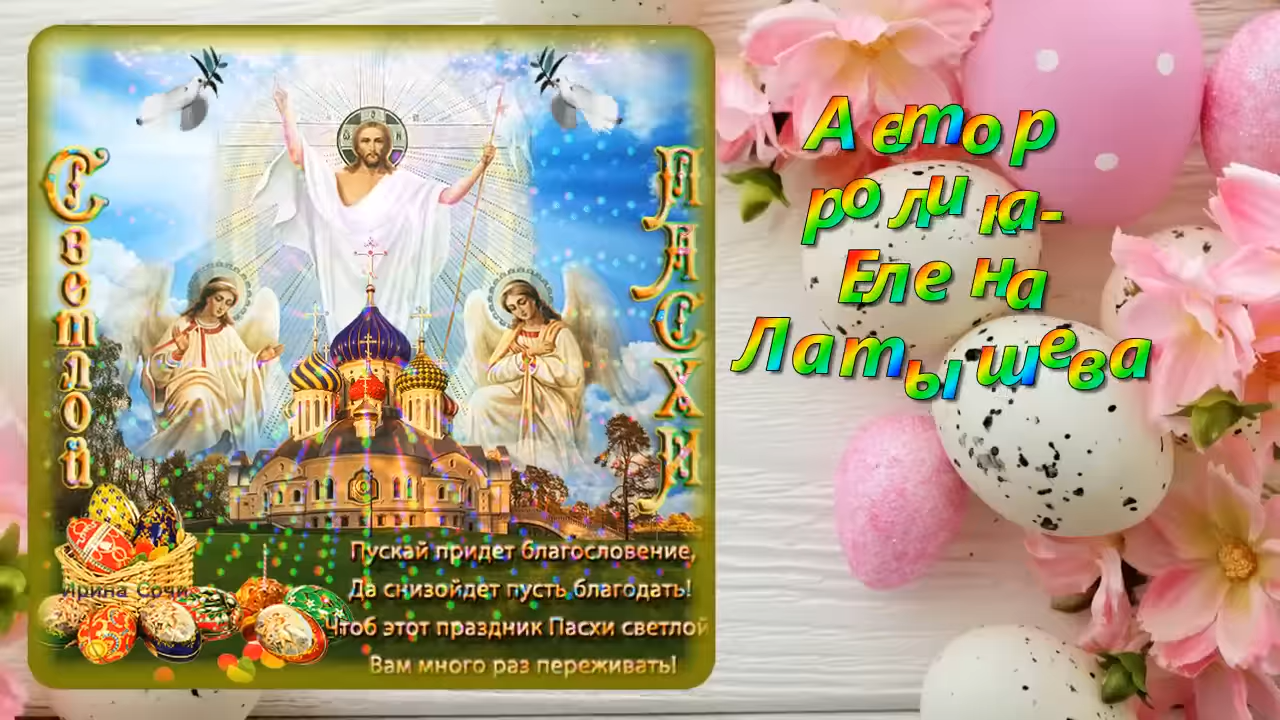 Светлой
ПАСХИ
Пускай придет благословение,
Да снизойдет пусть благодать!
Чтоб этот праздник Пасхи светлой
Вам много раз переживать!
Ирина Сочи
Автор
ролика-
Елена
Латышева